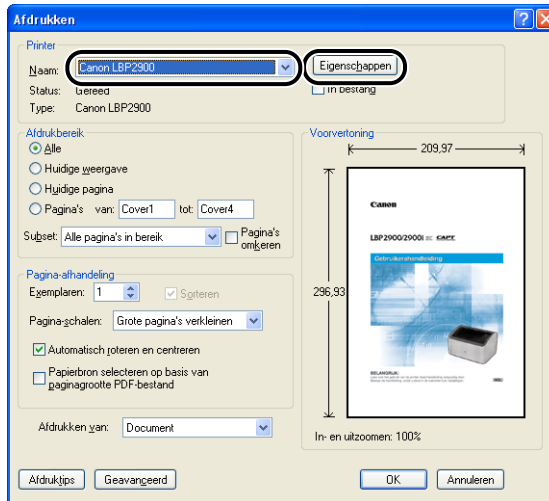 Afdrukken
Printer
Naam: Canon LBP2900 Eigenschappen
Status: Gereed In bestang
Type: Canon LBP2900
Afdrukbereik
Alle
Huidige weergave
Huidige pagina
Pagina's van: Cover1 tot: Cover4
Subset: Alle pagina's in bereik Pagina's omkeren
Pagina-afhandeling
Exemplaren: 1 Sorteren
Pagina-schalen: Grote pagina's verkleinen
Automatisch roteren en centreren
Papierbron selecteren op basis van
paginagrootte PDF-bestand
Afdrukken van: Document
Voorvertoning
209,97
296,93
Canon
LBP2900/2900i CAPT
Gebruikershandleiding
BELANGRIJK:
In- en uitzoomen: 100%
Afdruktips Geavanceerd OK Annuleren